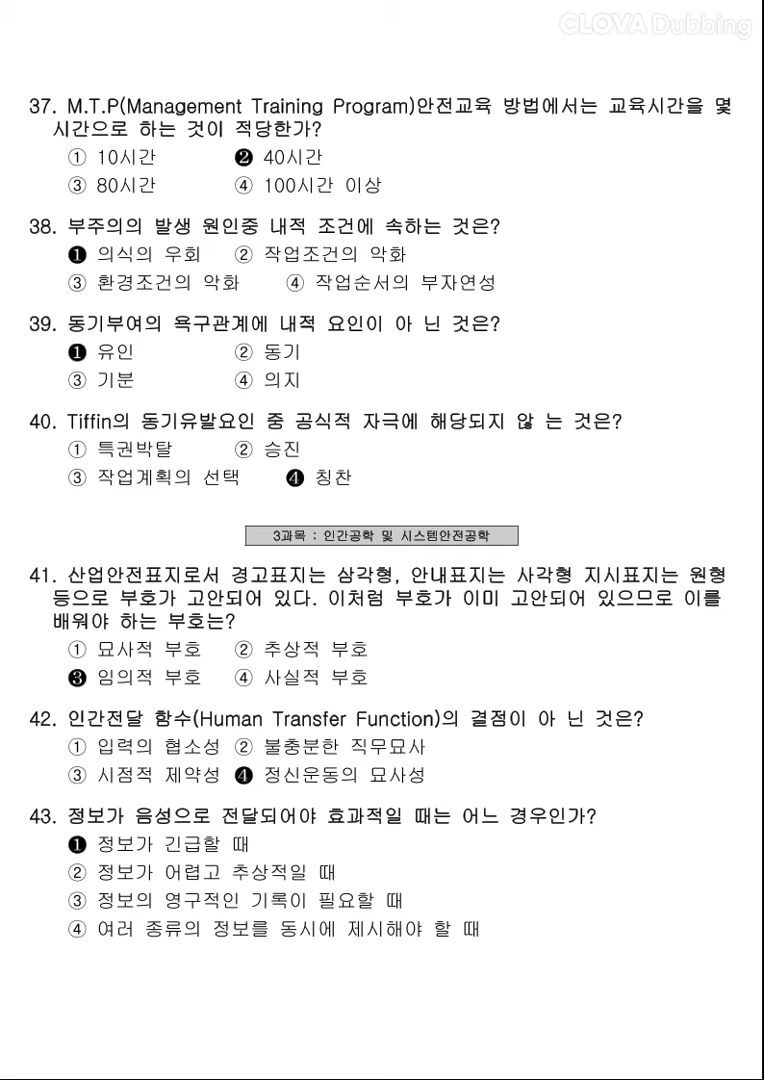 CLOVA Dubbing
37. M.T.P(Management Training Program)안전교육 방법에서는 교육시간을 몇
시간으로 하는 것이 적당한가?
① 10시간 ❷ 40시간
③ 80시간 ④ 100시간 이상
38. 부주의의 발생 원인중 내적 조건에 속하는 것은?
❶ 의식의 우회 ② 작업조건의 악화
③ 환경조건의 악화 ④ 작업순서의 부자연성
39. 동기부여의 욕구관계에 내적 요인이 아 닌 것은?
❶ 유인 ② 동기
③ 기분 ④ 의지
40. Tiffin의 동기유발요인 중 공식적 자극에 해당되지 않 는 것은?
① 특권박탈 ② 승진
③ 작업계획의 선택 ❹ 칭찬
3과목 : 인간공학 및 시스템안전공학
41. 산업안전표지로서 경고표지는 삼각형, 안내표지는 사각형 지시표지는 원형
등으로 부호가 고안되어 있다. 이처럼 부호가 이미 고안되어 있으므로 이를
배워야 하는 부호는?
① 묘사적 부호 ② 추상적 부호
❸ 임의적 부호 ④ 사실적 부호
42. 인간전달 함수(Human Transfer Function)의 결점이 아 닌 것은?
① 입력의 협소성 ② 불충분한 직무묘사
③ 시점적 제약성 ❹ 정신운동의 묘사성
43. 정보가 음성으로 전달되어야 효과적일 때는 어느 경우인가?
❶ 정보가 긴급할 때
② 정보가 어렵고 추상적일 때
③ 정보의 영구적인 기록이 필요할 때
④ 여러 종류의 정보를 동시에 제시해야 할 때